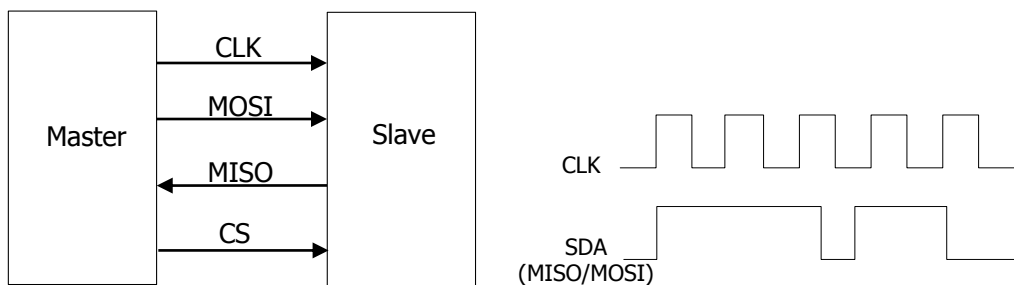 CLK
MOSI
Master
Slave
MISO
CS
CLK
SDA
(MISO/MOSI)